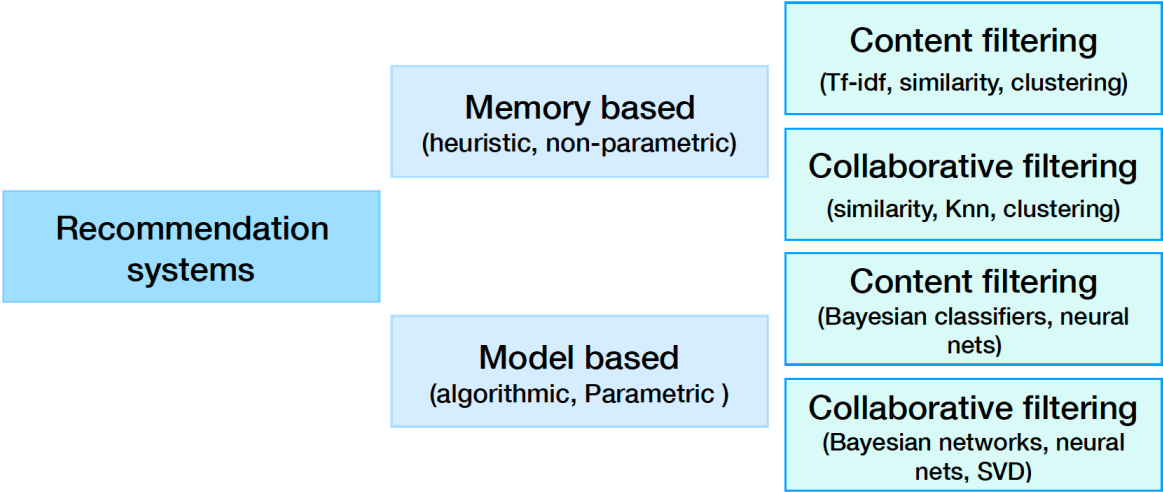 Recommendation
systems
Memory based
(heuristic, non-parametric)
Model based
(algorithmic, Parametric )
Content filtering
(Tf-idf, similarity, clustering)
Collaborative filtering
(similarity, Knn, clustering)
Content filtering
(Bayesian classifiers, neural
nets)
Collaborative filtering
(Bayesian networks, neural
nets, SVD)